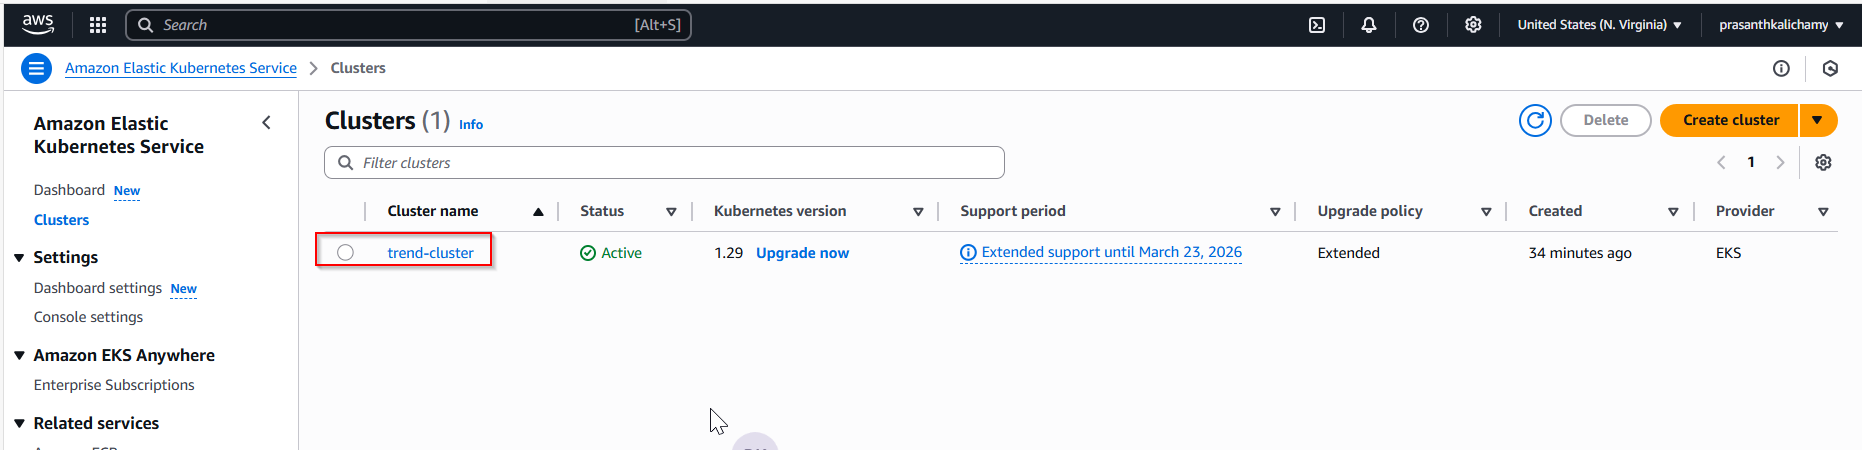 aws
Search [Alt+S]
United States (N. Virginia)
prasanthkalichamy
Amazon Elastic Kubernetes Service > Clusters
Amazon Elastic
Kubernetes Service
Dashboard New
Clusters
Settings
Dashboard settings New
Console settings
Amazon EKS Anywhere
Enterprise Subscriptions
Related services
Clusters (1) Info
Delete
Create cluster
Filter clusters
1
Cluster name Status Kubernetes version Support period Upgrade policy Created Provider
trend-cluster Active 1.29 Upgrade now Extended support until March 23, 2026 Extended 34 minutes ago EKS